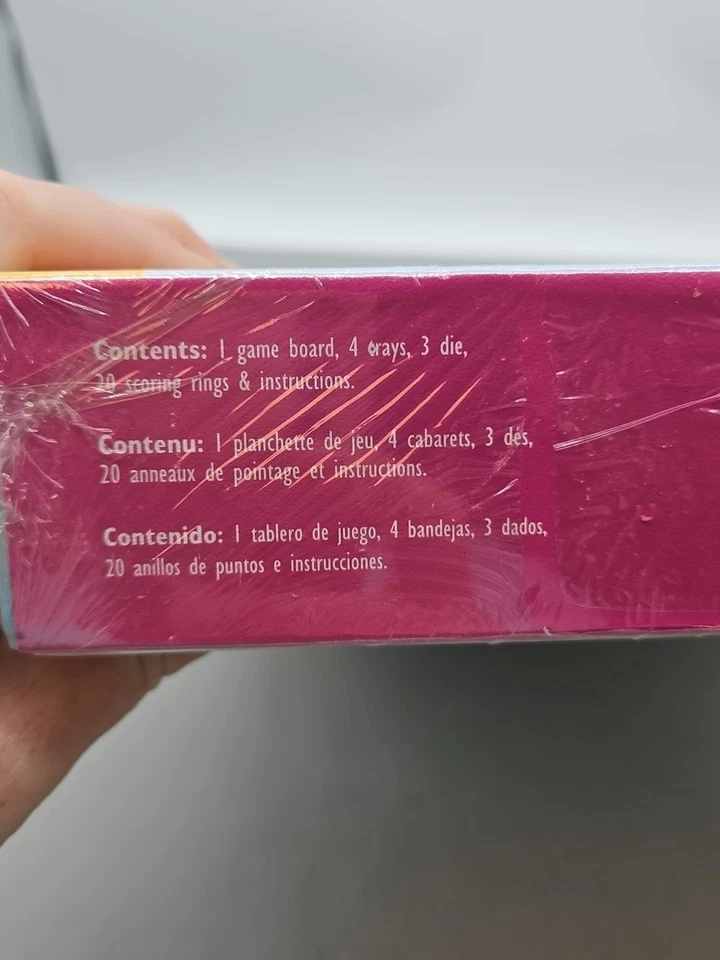 Contents: 1 game board, 4 trays, 3 die,
20 scoring rings & instructions.
Contenu: 1 planchette de jeu, 4 cabarets, 3 dés,
20 anneaux de pointage et instructions.
Contenido: 1 tablero de juego, 4 bandejas, 3 dados,
20 anillos de puntos e instrucciones.